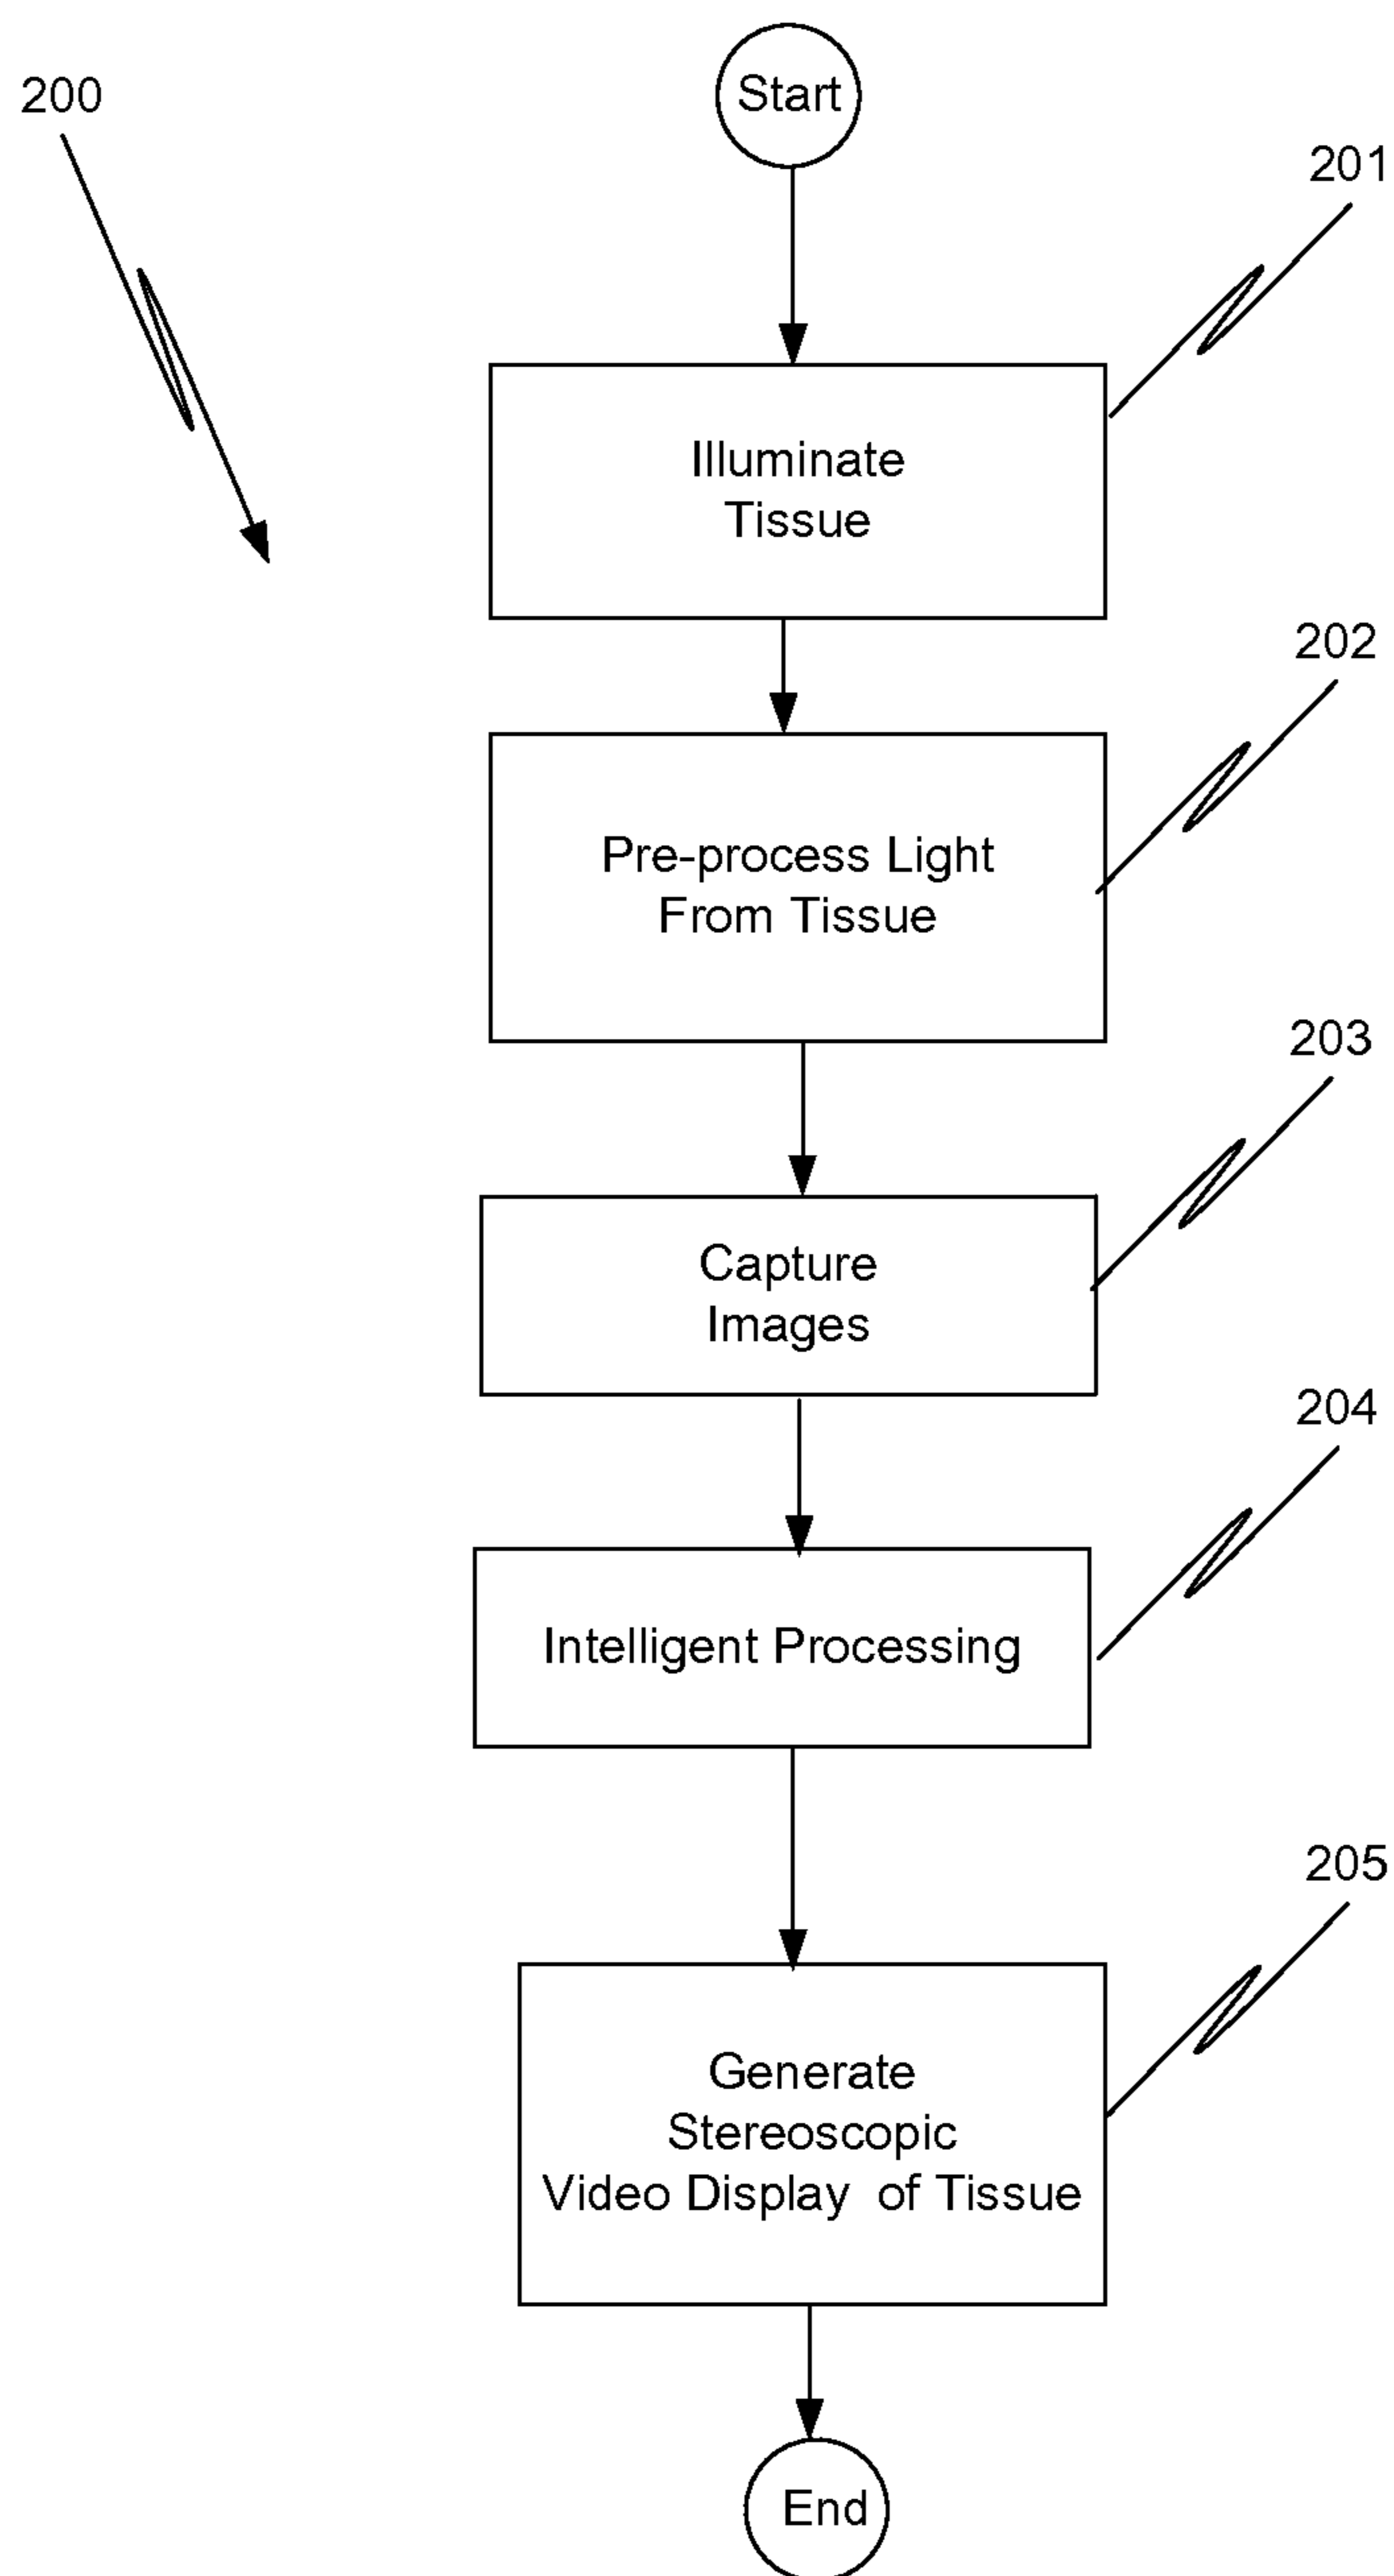 Start
200
201
Illuminate
Tissue
202
Pre-process Light
From Tissue
203
Capture
Images
204
Intelligent Processing
205
Generate
Stereoscopic
Video Display of Tissue
End